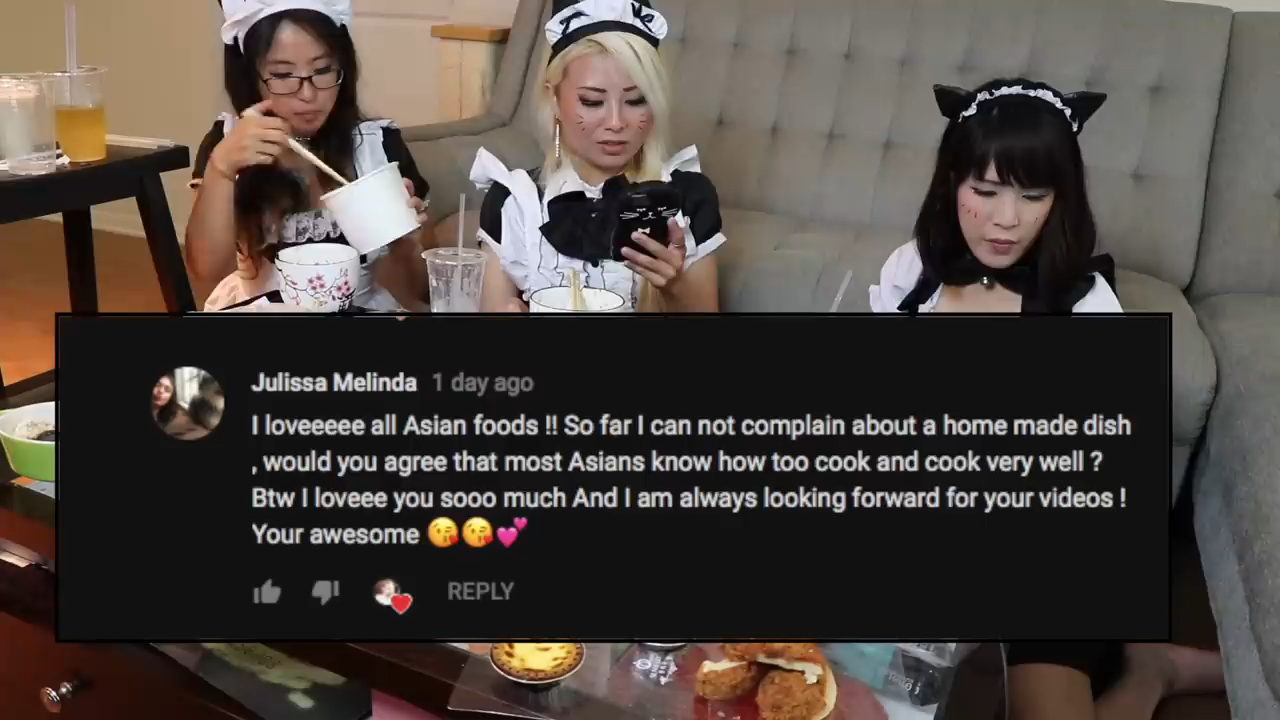 Julissa Melinda 1 day ago
I loveeeee all Asian foods !! So far I can not complain about a home made dish
, would you agree that most Asians know how too cook and cook very well ?
Btw I loveee you sooo much And I am always looking forward for your videos !
Your awesome 😘😘💕
REPLY